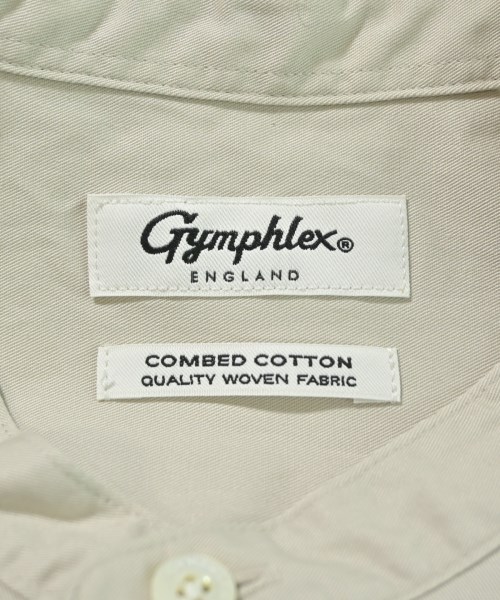 Gymphlex®
ENGLAND
COMBED COTTON
QUALITY WOVEN FABRIC